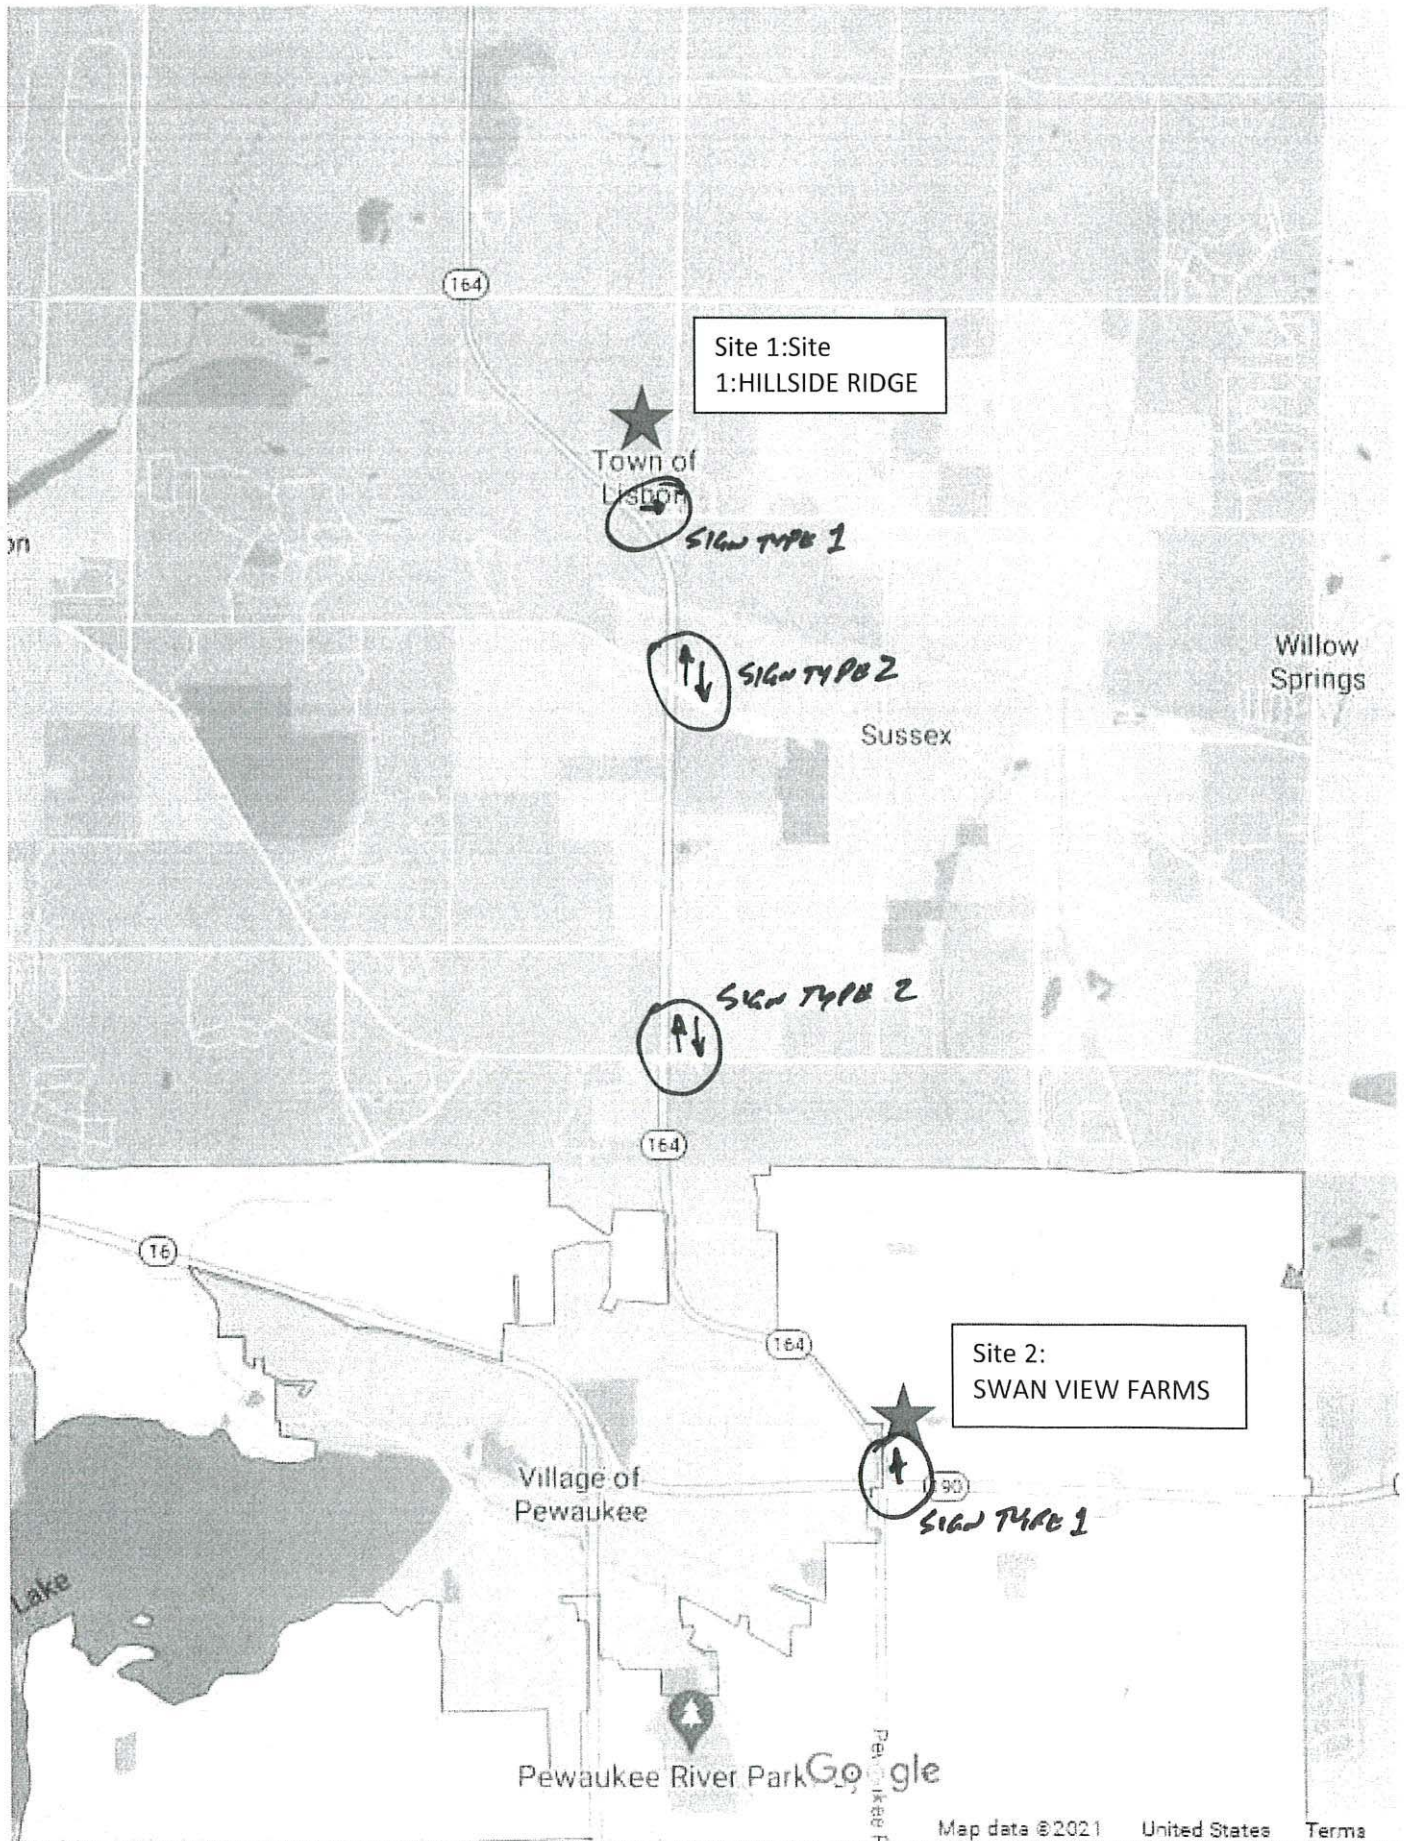 164
Site 1:Site
1:HILLSIDE RIDGE
Town of
Lisbon
SIGN TYPE 1
on
SIGN TYPE 2
Willow
Springs
Sussex
SIGN TYPE 2
164
16
164
Site 2:
SWAN VIEW FARMS
Village of
Pewaukee
190
SIGN TYPE 1
Lake
Pewaukee River Park
Google
Map data ©2021 United States Terms